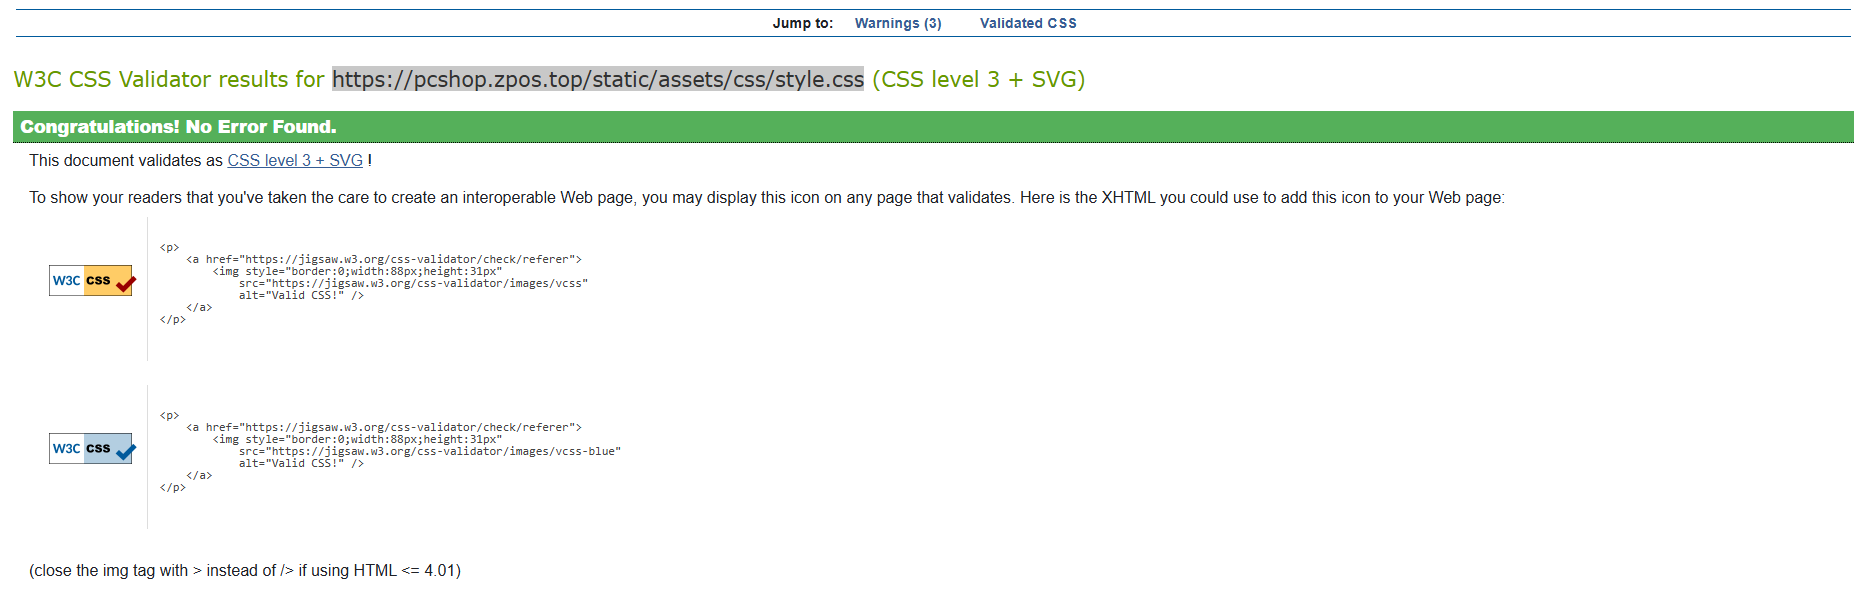 Jump to: Warnings (3) Validated CSS
W3C CSS Validator results for https://pcshop.zpos.top/static/assets/css/style.css (CSS level 3 + SVG)
Congratulations! No Error Found.
This document validates as CSS level 3 + SVG !
To show your readers that you've taken the care to create an interoperable Web page, you may display this icon on any page that validates. Here is the XHTML you could use to add this icon to your Web page:
W3C css
<p>
    <a href="https://jigsaw.w3.org/css-validator/check/referer">
        <img style="border:0;width:88px;height:31px"
            src="https://jigsaw.w3.org/css-validator/images/vcss"
            alt="Valid CSS!" />
    </a>
</p>
W3C css
<p>
    <a href="https://jigsaw.w3.org/css-validator/check/referer">
        <img style="border:0;width:88px;height:31px"
            src="https://jigsaw.w3.org/css-validator/images/vcss-blue"
            alt="Valid CSS!" />
    </a>
</p>
(close the img tag with > instead of /> if using HTML <= 4.01)